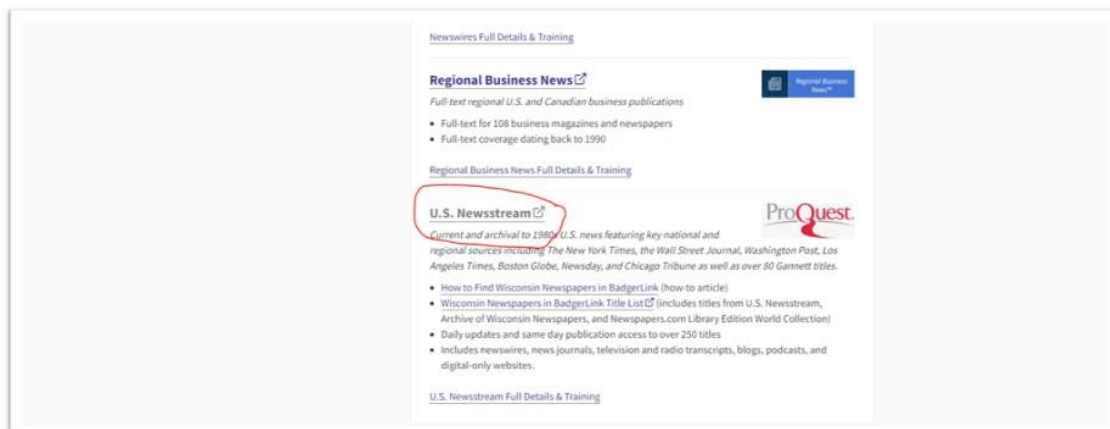 Newswires Full Details & Training
Regional Business News
Regional Business News™
Full-text regional U.S. and Canadian business publications
• Full-text for 108 business magazines and newspapers
• Full-text coverage dating back to 1990
Regional Business News Full Details & Training
U.S. Newsstream
ProQuest.
Current and archival to 1980s U.S. news featuring key national and
regional sources including The New York Times, the Wall Street Journal, Washington Post, Los
Angeles Times, Boston Globe, Newsday, and Chicago Tribune as well as over 80 Gannett titles.
• How to Find Wisconsin Newspapers in BadgerLink (how-to article)
• Wisconsin Newspapers in BadgerLink Title List (includes titles from U.S. Newsstream,
Archive of Wisconsin Newspapers, and Newspapers.com Library Edition World Collection)
• Daily updates and same day publication access to over 250 titles
• Includes newswires, news journals, television and radio transcripts, blogs, podcasts, and
digital-only websites.
U.S. Newsstream Full Details & Training